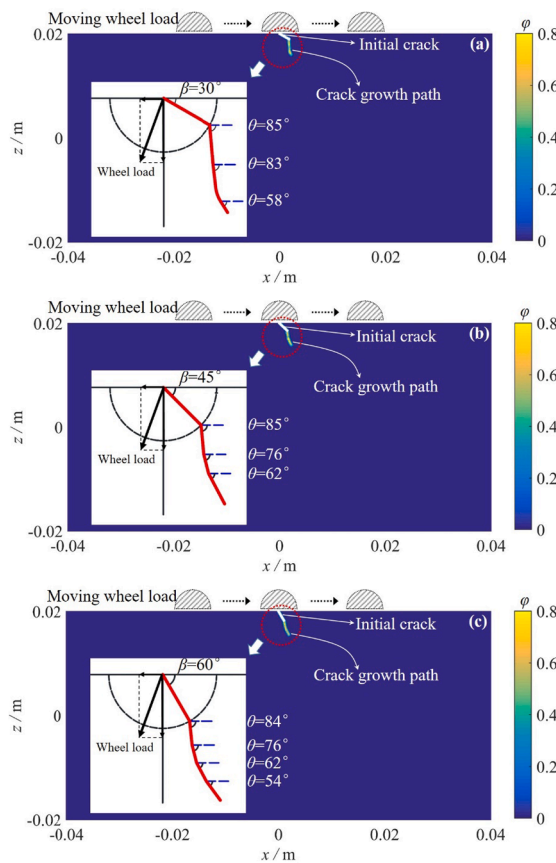 Moving wheel load
0.02
Initial crack
(a)
φ
0.8
Crack growth path
β=30°
0.6
z / m
0
θ=85°
0.4
Wheel load
θ=83°
0.2
θ=58°
-0.02
0
-0.04
-0.02
0
0.02
0.04
x / m
Moving wheel load
0.02
Initial crack
(b)
φ
0.8
Crack growth path
β=45°
0.6
z / m
0
θ=85°
0.4
Wheel load
θ=76°
θ=62°
0.2
-0.02
0
-0.04
-0.02
0
0.02
0.04
x / m
Moving wheel load
0.02
Initial crack
(c)
φ
0.8
Crack growth path
β=60°
0.6
z / m
0
θ=84°
0.4
Wheel load
θ=76°
θ=62°
0.2
θ=54°
-0.02
0
-0.04
-0.02
0
0.02
0.04
x / m